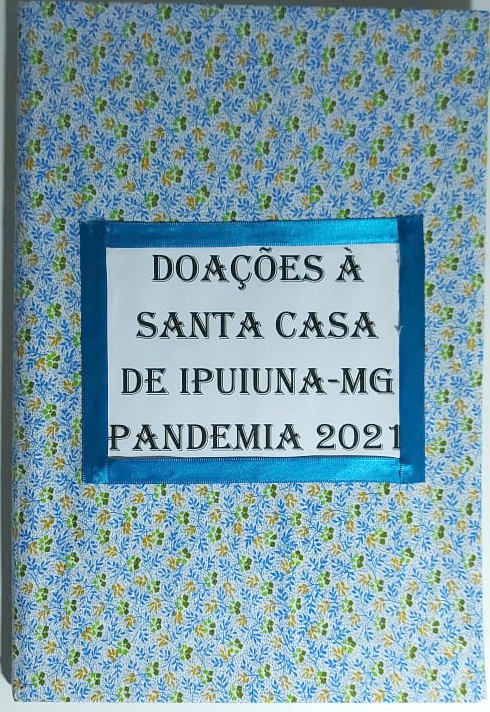 DOAÇÕES À
SANTA CASA
DE IPUIUNA-MG
PANDEMIA 2021